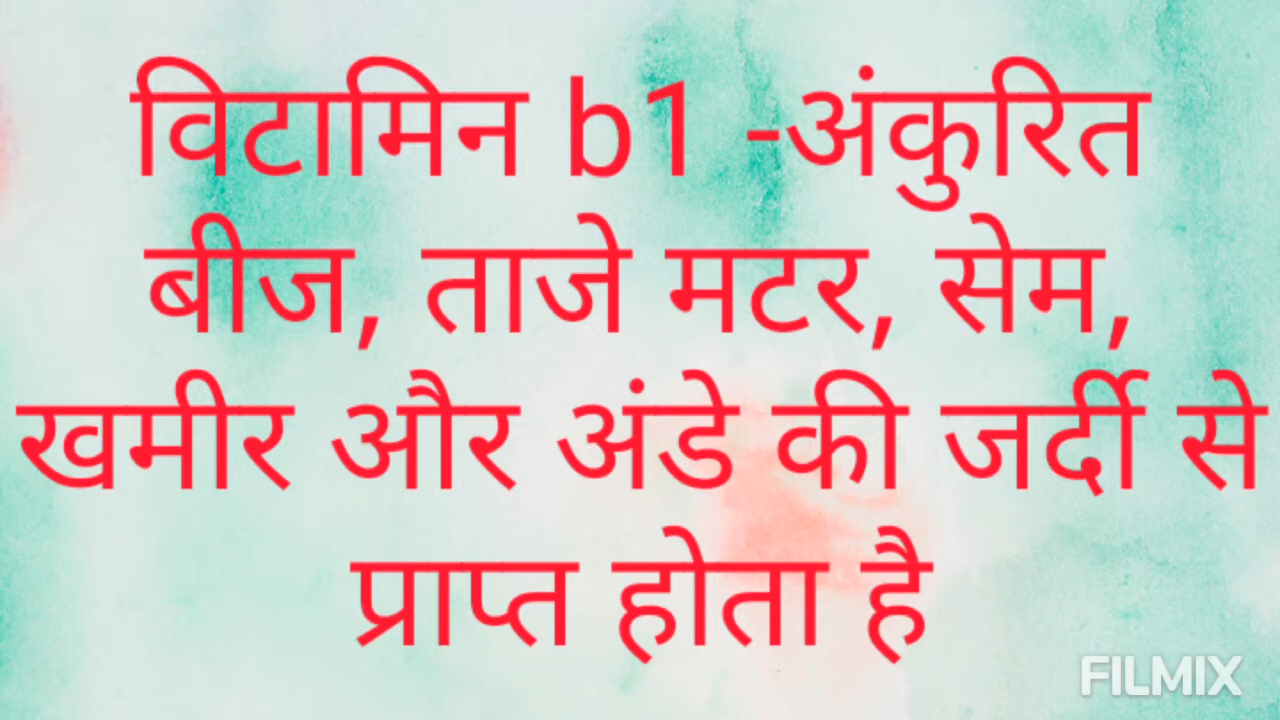 विटामिन b1 -अंकुरित
बीज, ताजे मटर, सेम,
खमीर और अंडे की जर्दी से
प्राप्त होता है
FILMIX